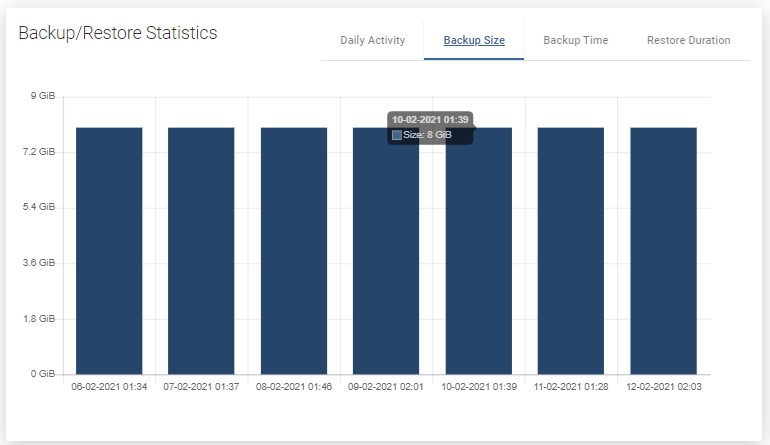 Backup/Restore Statistics
Daily Activity
Backup Size
Backup Time
Restore Duration
9 GiB
10-02-2021 01:39
Size: 8 GiB
7.2 GiB
5.4 GiB
3.6 GiB
1.8 GiB
0 GiB
06-02-2021 01:34
07-02-2021 01:37
08-02-2021 01:46
09-02-2021 02:01
10-02-2021 01:39
11-02-2021 01:28
12-02-2021 02:03